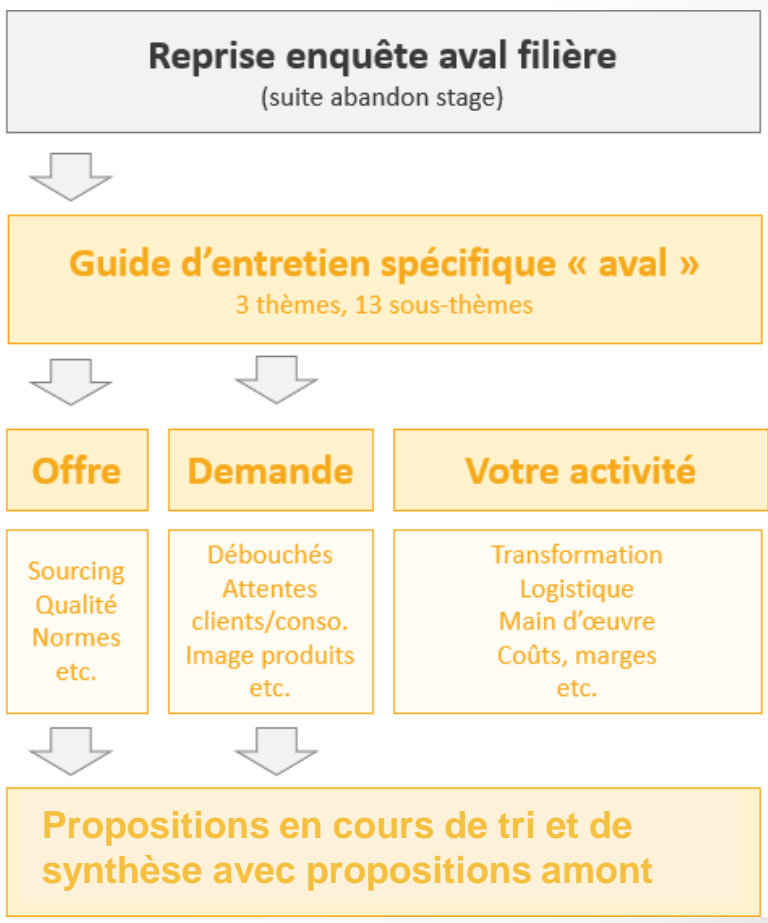 Reprise enquête aval filière
(suite abandon stage)
Guide d’entretien spécifique « aval »
3 thèmes, 13 sous-thèmes
Offre
Demande
Votre activité
Sourcing
Qualité
Normes
etc.
Débouchés
Attentes
clients/conso.
Image produits
etc.
Transformation
Logistique
Main d’œuvre
Coûts, marges
etc.
Propositions en cours de tri et de
synthèse avec propositions amont